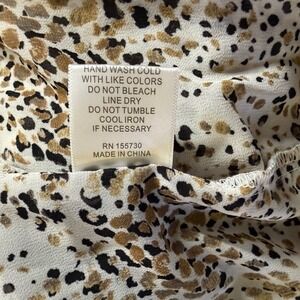 HAND WASH COLD
WITH LIKE COLORS
DO NOT BLEACH
LINE DRY
DO NOT TUMBLE
COOL IRON
IF NECESSARY
RN 155730
MADE IN CHINA